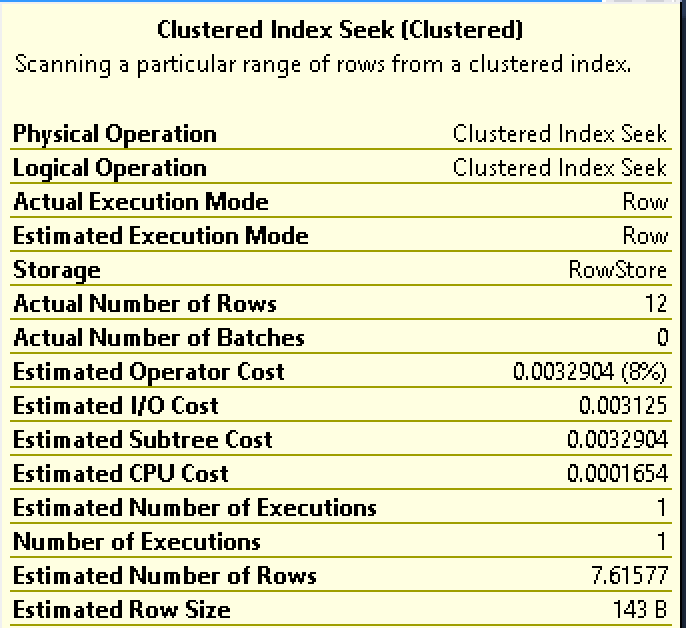 Clustered Index Seek (Clustered)
Scanning a particular range of rows from a clustered index.
Physical Operation Clustered Index Seek
Logical Operation Clustered Index Seek
Actual Execution Mode Row
Estimated Execution Mode Row
Storage RowStore
Actual Number of Rows 12
Actual Number of Batches 0
Estimated Operator Cost 0.0032904 (8%)
Estimated I/O Cost 0.003125
Estimated Subtree Cost 0.0032904
Estimated CPU Cost 0.0001654
Estimated Number of Executions 1
Number of Executions 1
Estimated Number of Rows 7.61577
Estimated Row Size 143 B